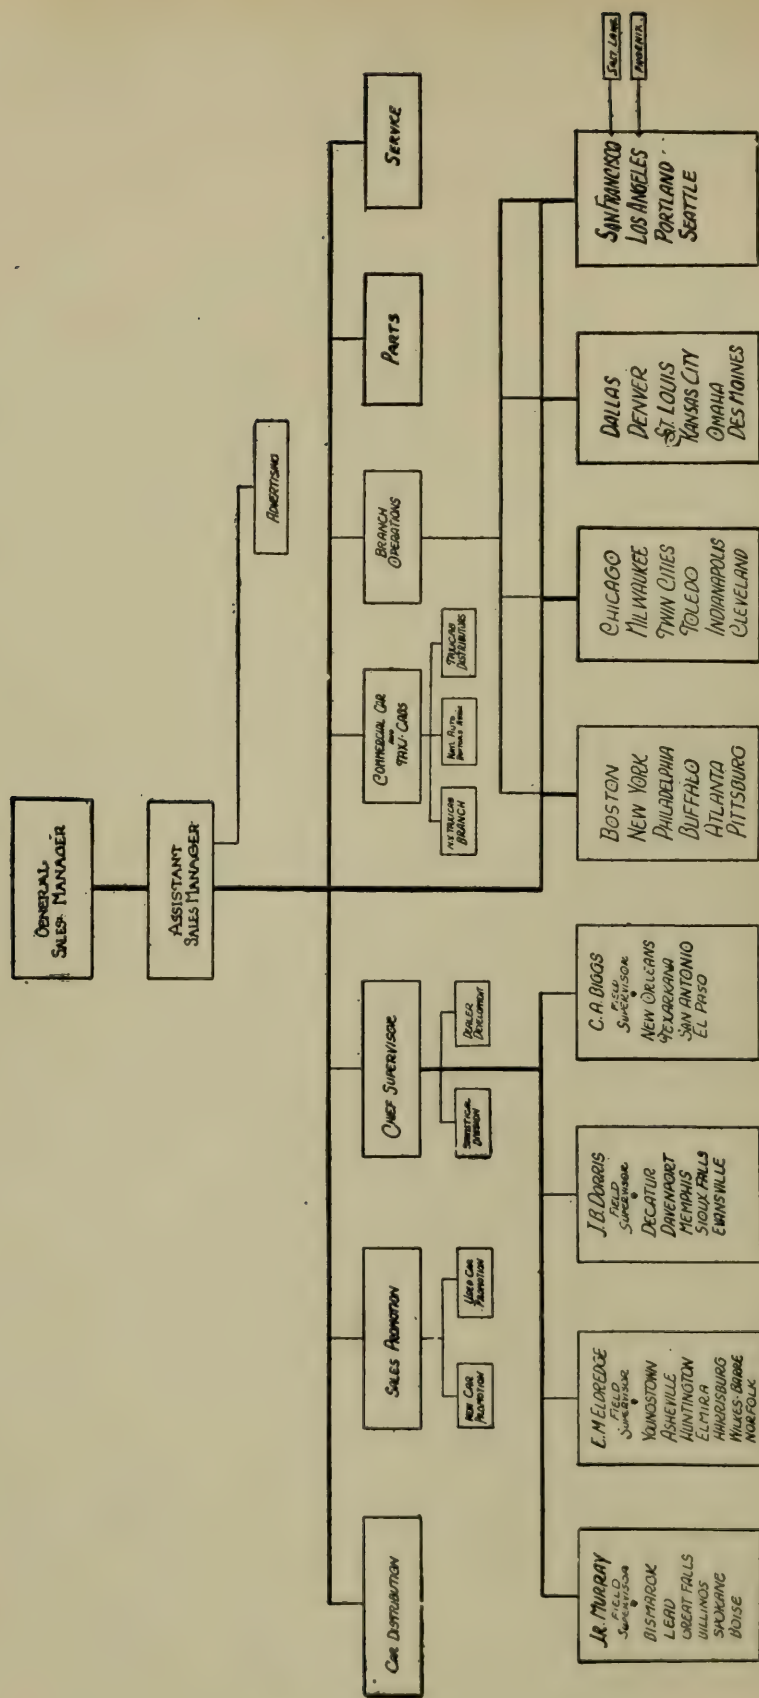 GENERAL
SALES MANAGER
ASSISTANT
SALES MANAGER
ADVERTISING
CAR DISTRIBUTION
SALES PROMOTION
CHIEF SUPERVISOR
COMMERCIAL CAR
AND
TAXI-CABS
BRANCH
OPERATIONS
PARTS
SERVICE
NEW CAR
PROMOTION
USED CAR
PROMOTION
STATISTICAL
DIVISION
DEALER
DEVELOPMENT
N.Y. TAXICAB
BRANCH
TAXICAB
DISTRIBUTORS
J.R. MURRAY
FIELD
SUPERVISOR
BISMARCK
LEAD
GREAT FALLS
BILLINGS
SPOKANE
BOISE
E.M ELDREDGE
FIELD
SUPERVISOR
YOUNGSTOWN
ASHEVILLE
HUNTINGTON
ELMIRA
HARRISBURG
WILKES-BARRE
NORFOLK
J.B. DORRIS
FIELD
SUPERVISOR
DECATUR
DAVENPORT
MEMPHIS
SIOUX FALLS
EVANSVILLE
C.A. BIGGS
FIELD
SUPERVISOR
NEW ORLEANS
TEXARKANA
SAN ANTONIO
EL PASO
BOSTON
NEW YORK
PHILADELPHIA
BUFFALO
ATLANTA
PITTSBURG
CHICAGO
MILWAUKEE
TWIN CITIES
TOLEDO
INDIANAPOLIS
CLEVELAND
DALLAS
DENVER
ST. LOUIS
KANSAS CITY
OMAHA
DES MOINES
SAN FRANCISCO
LOS ANGELES
PORTLAND
SEATTLE
SALT LAKE
PHOENIX